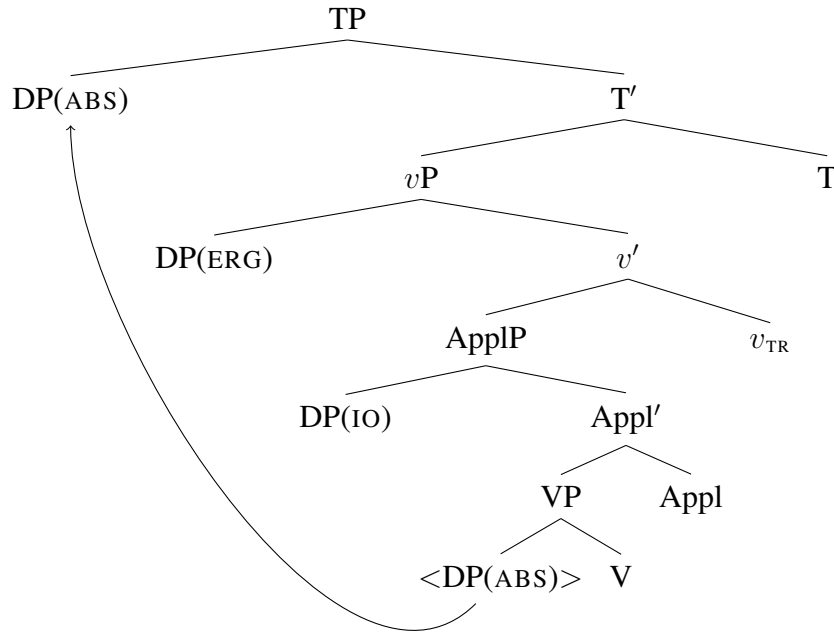 TP
DP(ABS) T′
vP T
DP(ERG) v′
ApplP vTR
DP(IO) Appl′
VP Appl
<DP(ABS)> V